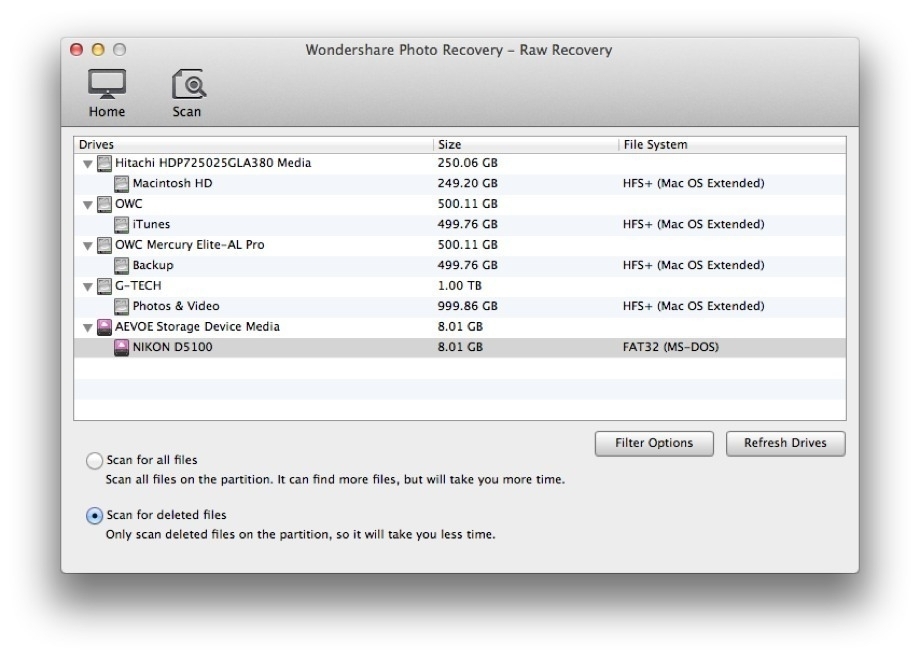 Wondershare Photo Recovery – Raw Recovery
Home Scan
Drives Size File System
Hitachi HDP725025GLA380 Media 250.06 GB
Macintosh HD 249.20 GB HFS+ (Mac OS Extended)
OWC 500.11 GB
iTunes 499.76 GB HFS+ (Mac OS Extended)
OWC Mercury Elite-AL Pro 500.11 GB
Backup 499.76 GB HFS+ (Mac OS Extended)
G-TECH 1.00 TB
Photos & Video 999.86 GB HFS+ (Mac OS Extended)
AEVOE Storage Device Media 8.01 GB
NIKON D5100 8.01 GB FAT32 (MS-DOS)
Filter Options Refresh Drives
Scan for all files
Scan all files on the partition. It can find more files, but will take you more time.
Scan for deleted files
Only scan deleted files on the partition, so it will take you less time.